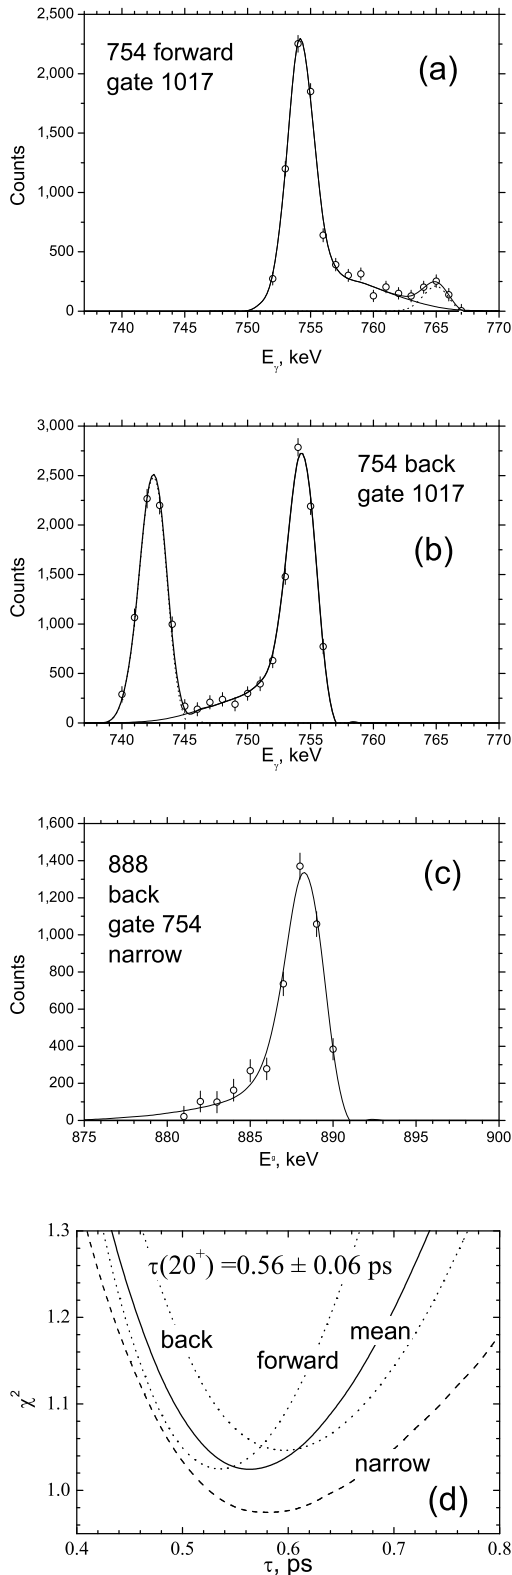 2,500
2,000
1,500
1,000
500
0
Counts
754 forward
gate 1017
(a)
740 745 750 755 760 765 770
Eγ, keV
3,000
2,500
2,000
1,500
1,000
500
0
Counts
754 back
gate 1017
(b)
740 745 750 755 760 765 770
Eγ, keV
1,600
1,400
1,200
1,000
800
600
400
200
0
Counts
888
back
gate 754
narrow
(c)
875 880 885 890 895 900
Eg, keV
1.3
1.2
1.1
1.0
χ²
τ(20⁺) =0.56 ± 0.06 ps
back
forward
mean
narrow
(d)
0.4 0.5 0.6 0.7 0.8
τ, ps